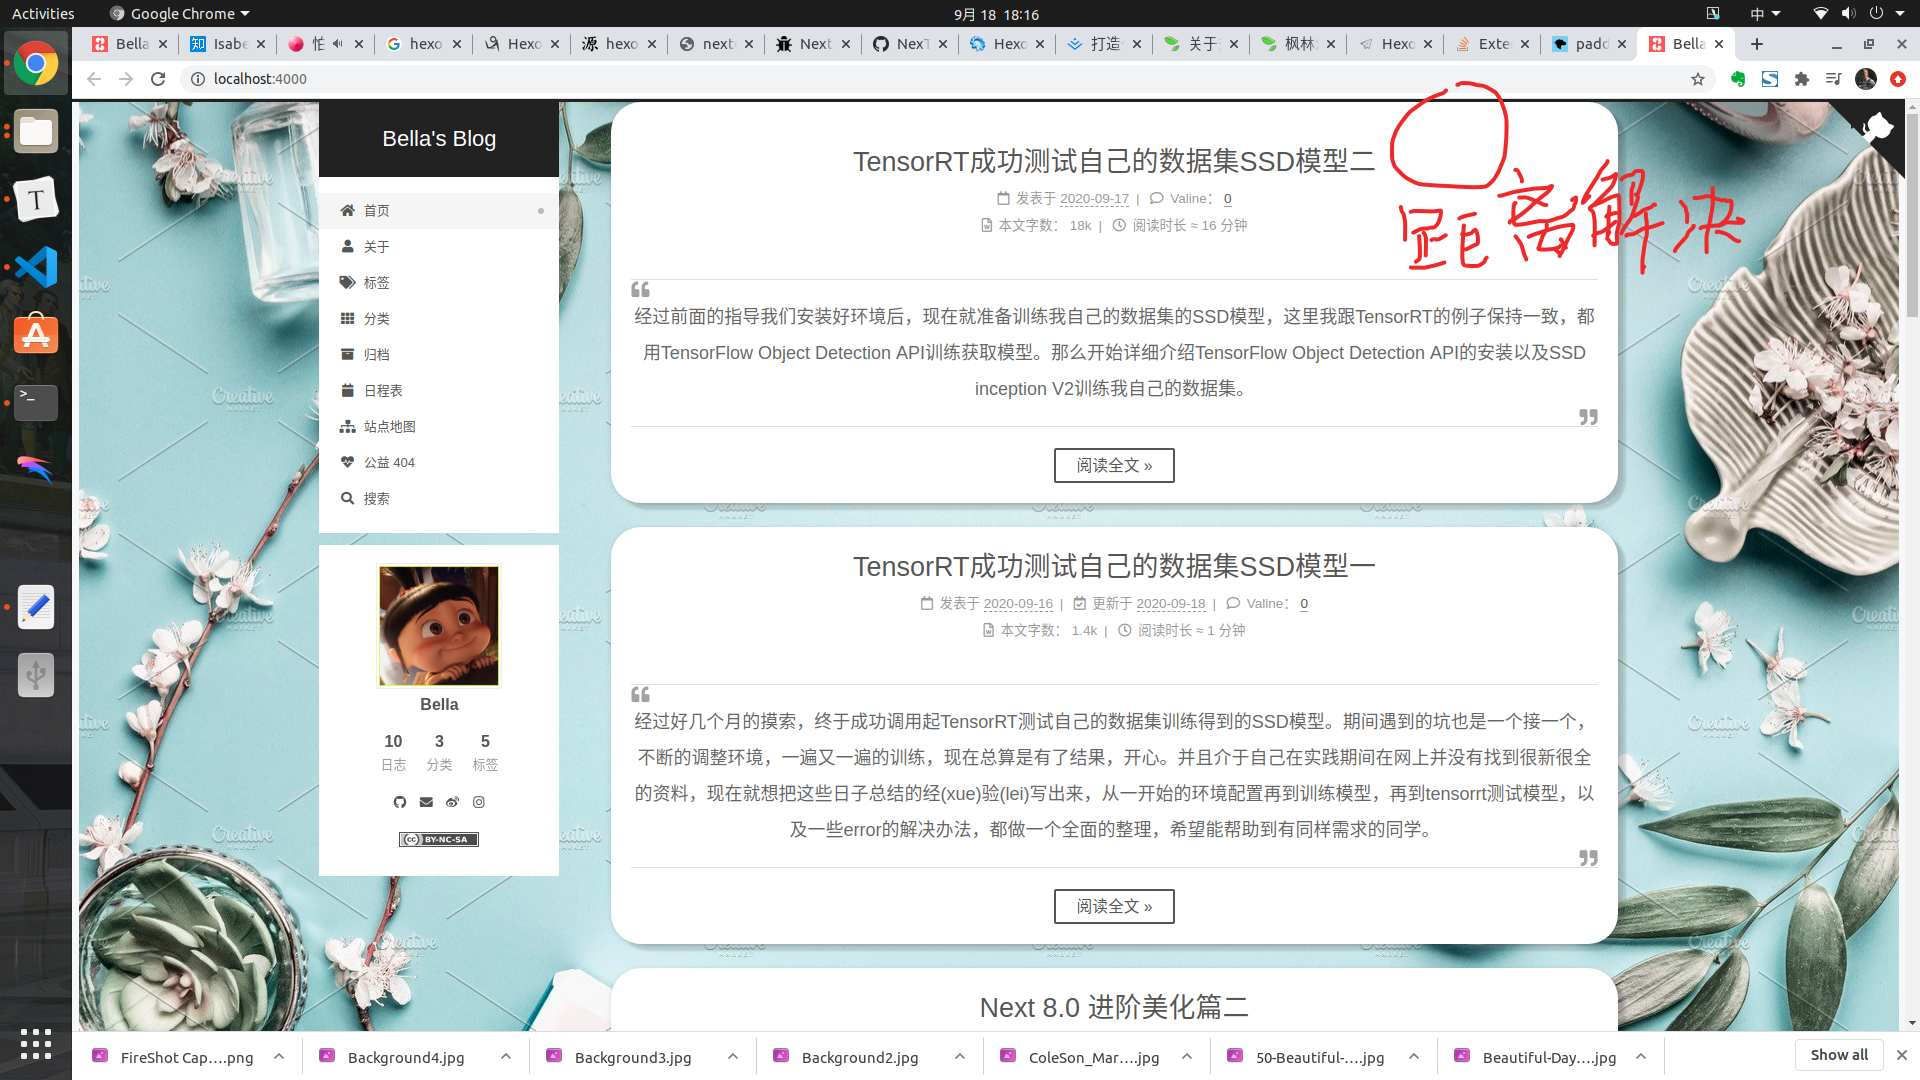 Activities
Google Chrome
9月 18 18:16
中
Bella
Isabe
怕
hexo
Hexo
hexo
next
Next
NexT
Hexo
打造
关于
枫林
Hexo
Exte
padd
Bella
localhost:4000
Bella's Blog
首页
关于
标签
分类
归档
日程表
站点地图
公益 404
搜索
Bella
10 3 5
日志 分类 标签
BY-NC-SA
TensorRT成功测试自己的数据集SSD模型二
发表于 2020-09-17 | Valine： 0
本文字数： 18k | 阅读时长 ≈ 16 分钟
距离解决
经过前面的指导我们安装好环境后，现在就准备训练我自己的数据集的SSD模型，这里我跟TensorRT的例子保持一致，都
用TensorFlow Object Detection API训练获取模型。那么开始详细介绍TensorFlow Object Detection API的安装以及SSD
inception V2训练我自己的数据集。
阅读全文 »
TensorRT成功测试自己的数据集SSD模型一
发表于 2020-09-16 | 更新于 2020-09-18 | Valine： 0
本文字数： 1.4k | 阅读时长 ≈ 1 分钟
经过好几个月的摸索，终于成功调用起TensorRT测试自己的数据集训练得到的SSD模型。期间遇到的坑也是一个接一个，
不断的调整环境，一遍又一遍的训练，现在总算是有了结果，开心。并且介于自己在实践期间在网上并没有找到很新很全
的资料，现在就想把这些日子总结的经(xue)验(lei)写出来，从一开始的环境配置再到训练模型，再到tensorrt测试模型，以
及一些error的解决办法，都做一个全面的整理，希望能帮助到有同样需求的同学。
阅读全文 »
Next 8.0 进阶美化篇二
Creative
MARKET
FireShot Cap….png
Background4.jpg
Background3.jpg
Background2.jpg
ColeSon_Mar….jpg
50-Beautiful-….jpg
Beautiful-Day….jpg
Show all